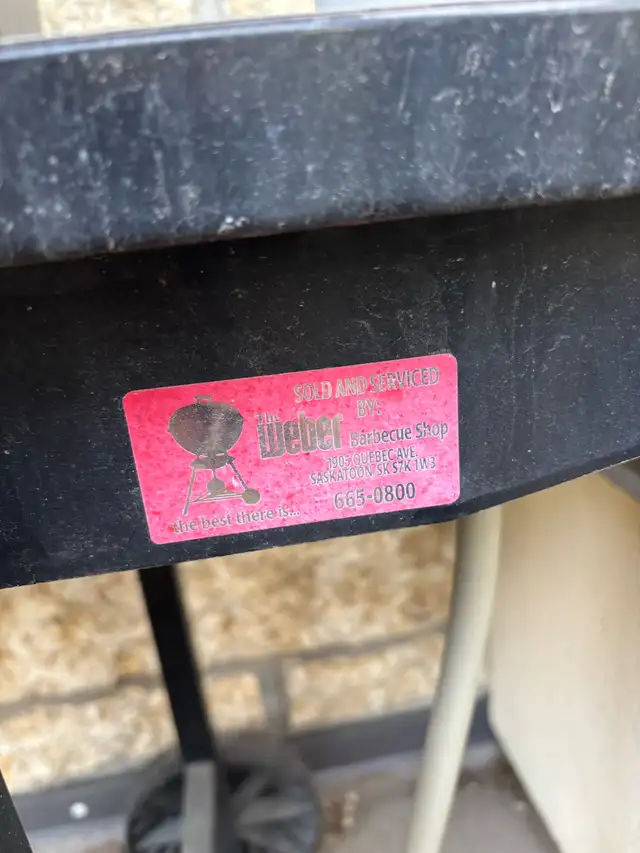 SOLD AND SERVICED
BY:
The
Weber Barbecue Shop
1905 QUEBEC AVE.
SASKATOON SK S7K 1W3
665-0800
the best there is...